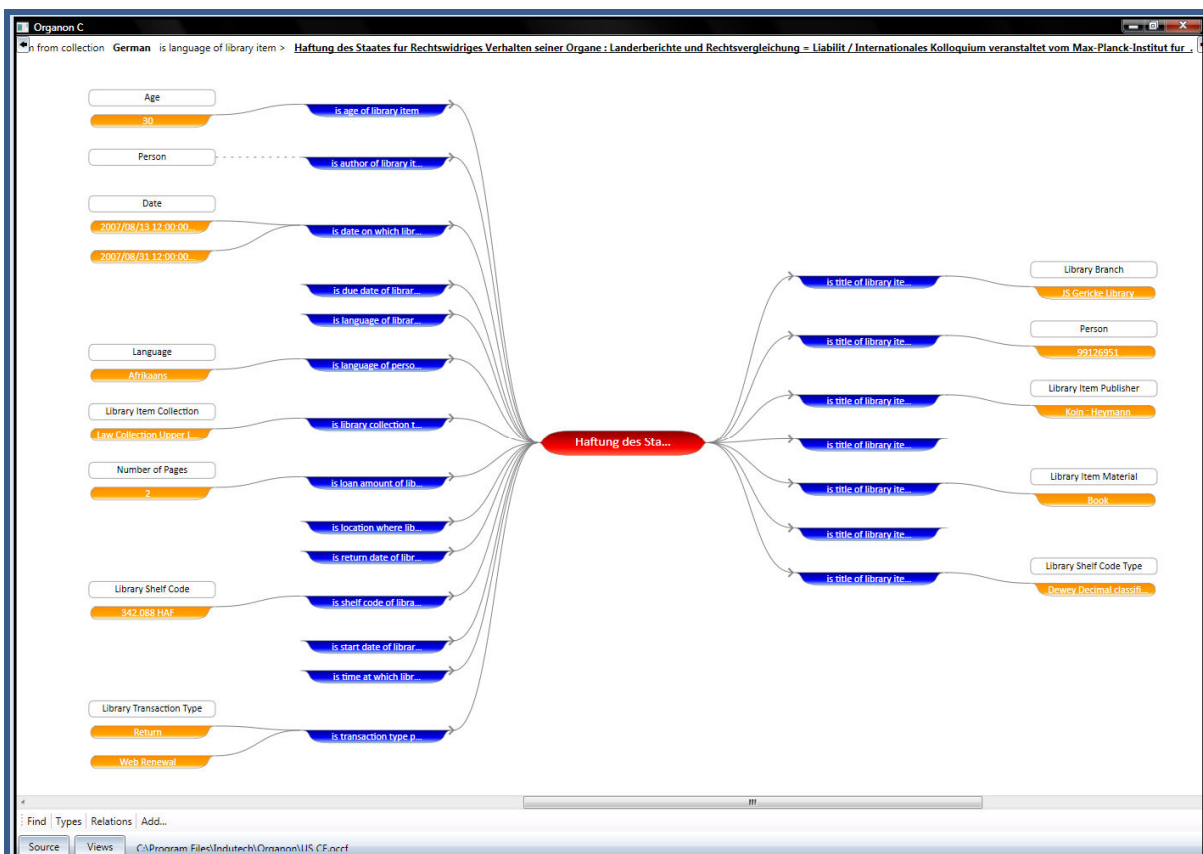 Organon C
n from collection German is language of library item > Haftung des Staates fur Rechtswidriges Verhalten seiner Organe : Landerberichte und Rechtsvergleichung = Liabilit / Internationales Kolloquium veranstaltet vom Max-Planck-Institut fur .
Age
30
is age of library item
Person
is author of library it...
Date
2007/08/13 12:00:00...
2007/08/31 12:00:00...
is date on which libr...
is due date of librar...
is language of librar...
Language
Afrikaans
is language of perso...
Library Item Collection
Law Collection Upper L...
is library collection t...
Number of Pages
2
is loan amount of lib...
is location where lib...
is return date of libr...
Library Shelf Code
342.088 HAF
is shelf code of libra...
is start date of librar...
is time at which libr...
Library Transaction Type
Return
Web Renewal
is transaction type p...
Haftung des Sta...
is title of library ite...
Library Branch
JS Gericke Library
is title of library ite...
Person
99126951
is title of library ite...
Library Item Publisher
Koln : Heymann
is title of library ite...
is title of library ite...
Library Item Material
Book
is title of library ite...
is title of library ite...
Library Shelf Code Type
Dewey Decimal classifi...
Find Types Relations Add...
Source Views C:\Program Files\Indutech\Organon\US CF.occf